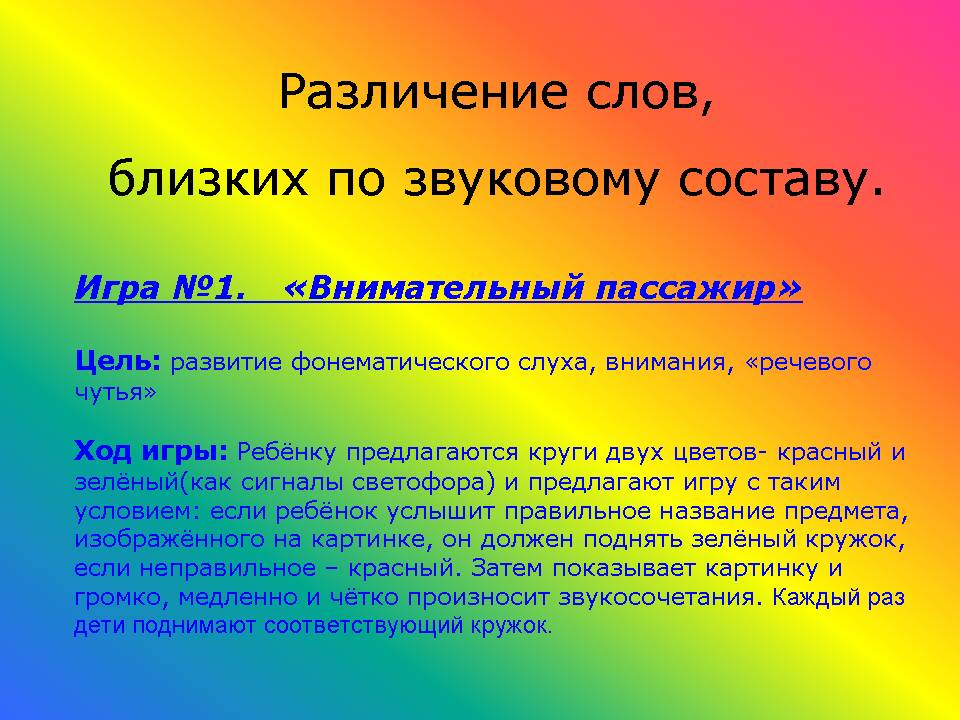 Различение слов,
близких по звуковому составу.
Игра №1. «Внимательный пассажир»
Цель: развитие фонематического слуха, внимания, «речевого
чутья»
Ход игры: Ребёнку предлагаются круги двух цветов- красный и
зелёный(как сигналы светофора) и предлагают игру с таким
условием: если ребёнок услышит правильное название предмета,
изображённого на картинке, он должен поднять зелёный кружок,
если неправильное – красный. Затем показывает картинку и
громко, медленно и чётко произносит звукосочетания. Каждый раз
дети поднимают соответствующий кружок.